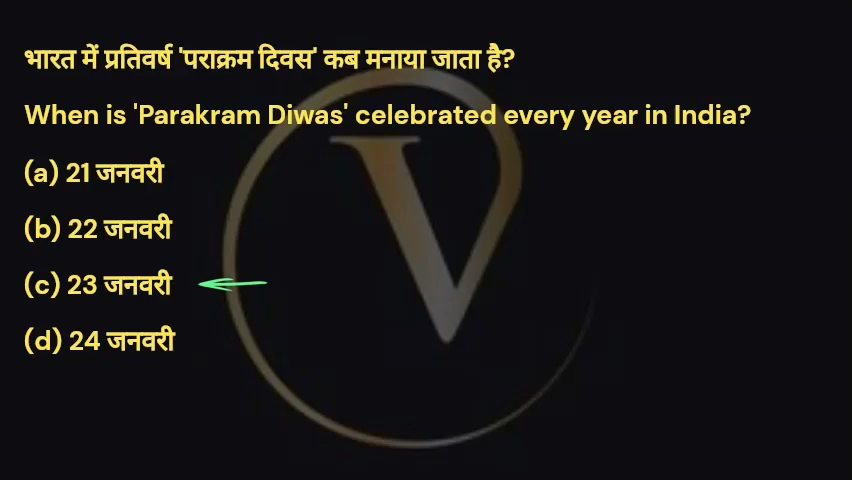 भारत में प्रतिवर्ष 'पराक्रम दिवस' कब मनाया जाता है?
When is 'Parakram Diwas' celebrated every year in India?
(a) 21 जनवरी
(b) 22 जनवरी
(c) 23 जनवरी
(d) 24 जनवरी